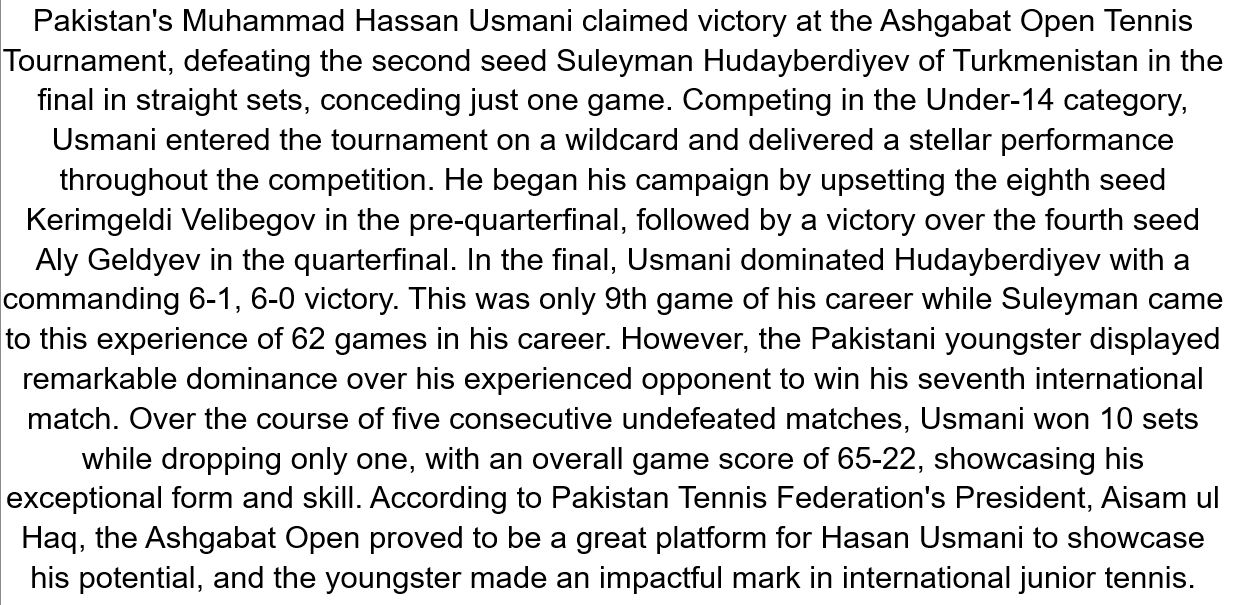 Pakistan's Muhammad Hassan Usmani claimed victory at the Ashgabat Open Tennis
Tournament, defeating the second seed Suleyman Hudayberdiyev of Turkmenistan in the
final in straight sets, conceding just one game. Competing in the Under-14 category,
Usmani entered the tournament on a wildcard and delivered a stellar performance
throughout the competition. He began his campaign by upsetting the eighth seed
Kerimgeldi Velibegov in the pre-quarterfinal, followed by a victory over the fourth seed
Aly Geldyev in the quarterfinal. In the final, Usmani dominated Hudayberdiyev with a
commanding 6-1, 6-0 victory. This was only 9th game of his career while Suleyman came
to this experience of 62 games in his career. However, the Pakistani youngster displayed
remarkable dominance over his experienced opponent to win his seventh international
match. Over the course of five consecutive undefeated matches, Usmani won 10 sets
while dropping only one, with an overall game score of 65-22, showcasing his
exceptional form and skill. According to Pakistan Tennis Federation's President, Aisam ul
Haq, the Ashgabat Open proved to be a great platform for Hasan Usmani to showcase
his potential, and the youngster made an impactful mark in international junior tennis.